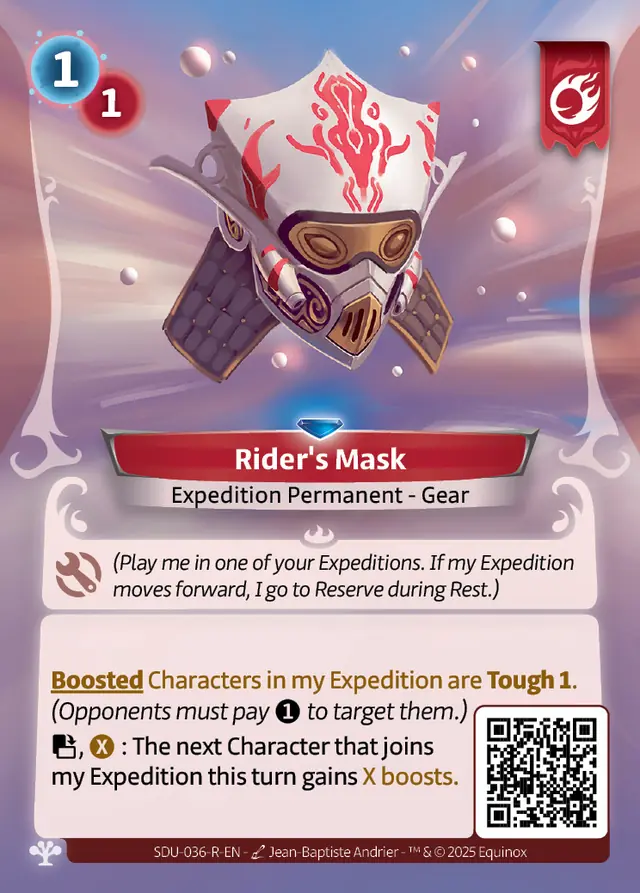 1
1
Rider's Mask
Expedition Permanent - Gear
(Play me in one of your Expeditions. If my Expedition
moves forward, I go to Reserve during Rest.)
Boosted Characters in my Expedition are Tough 1.
(Opponents must pay 1 to target them.)
, X : The next Character that joins
my Expedition this turn gains X boosts.
SDU-036-R-EN - Jean-Baptiste Andrier - ™ & © 2025 Equinox